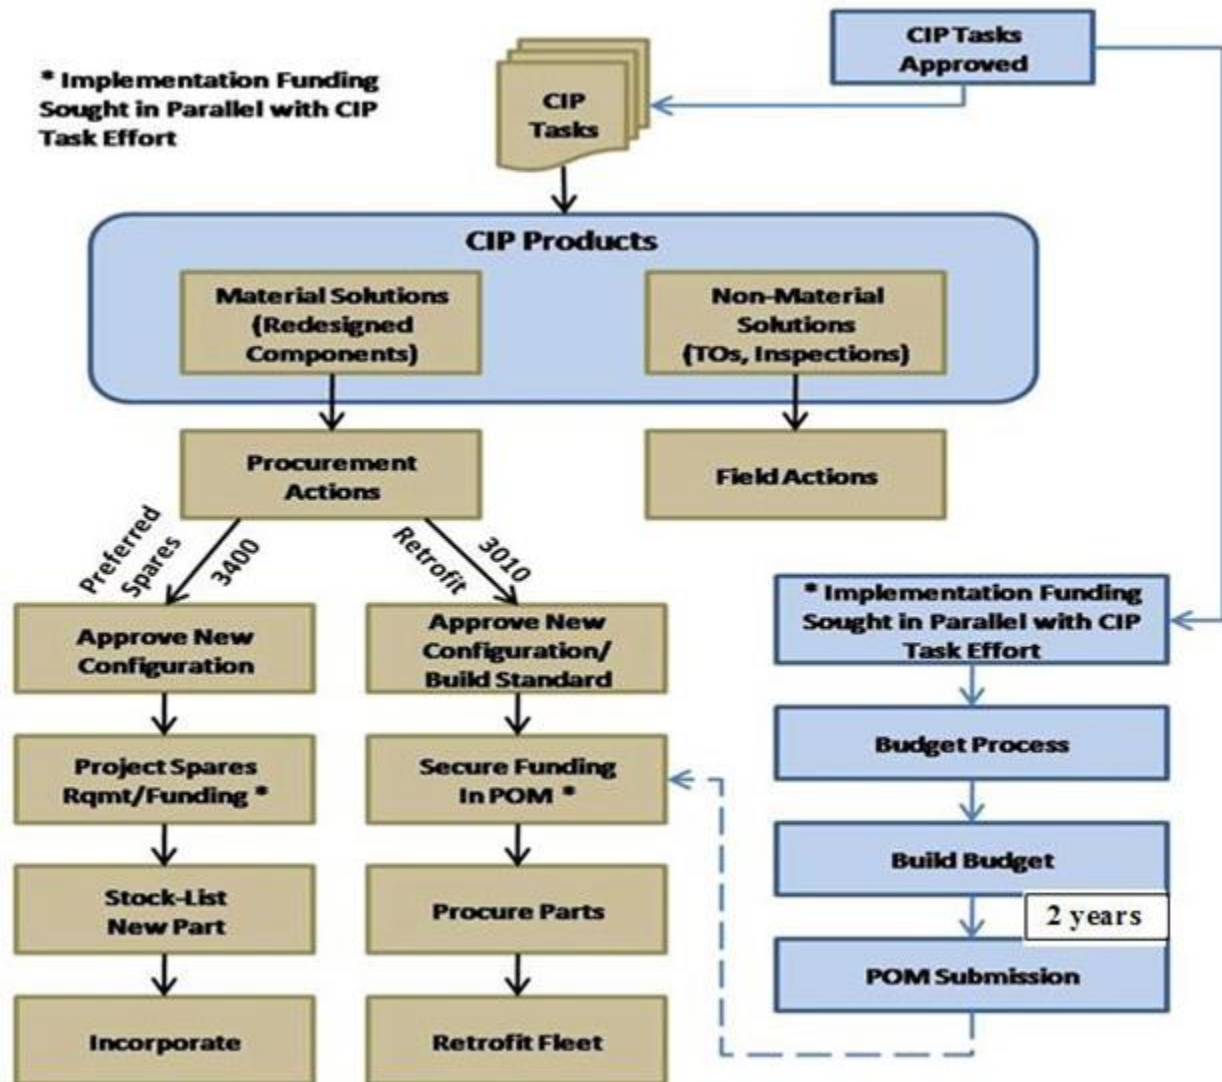 * Implementation Funding
Sought in Parallel with CIP
Task Effort
CIP
Tasks
CIP Tasks
Approved
CIP Products
Material Solutions
(Redesigned
Components)
Non-Material
Solutions
(TOs, Inspections)
Procurement
Actions
Field Actions
Preferred
Spares
3400
Retrofit
3010
Approve New
Configuration
Approve New
Configuration/
Build Standard
* Implementation Funding
Sought in Parallel with CIP
Task Effort
Project Spares
Rqmt/Funding *
Secure Funding
In POM *
Budget Process
Stock-List
New Part
Procure Parts
Build Budget
2 years
POM Submission
Incorporate
Retrofit Fleet